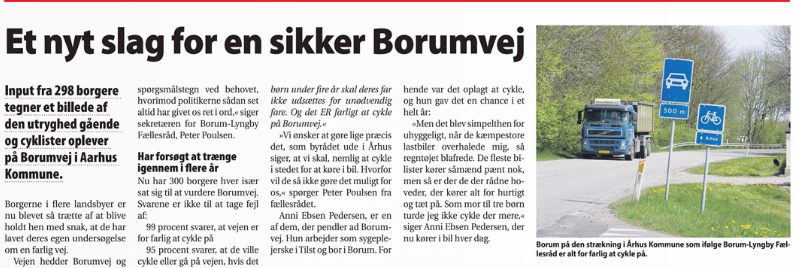 Et nyt slag for en sikker Borumvej
Input fra 298 borgere
tegner et billede af
den utryghed gående
og cyklister oplever
på Borumvej i Aarhus
Kommune.
Borgerne i flere landsbyer er
nu blevet så trætte af at blive
holdt hen med snak, at de har
lavet deres egen undersøgelse
om en farlig vej.
Vejen hedder Borumvej og
spørgsmålstegn ved behovet,
hvorimod politikerne sådan set
altid har givet os ret i ord,« siger
sekretæren for Borum-Lyngby
Fællesråd, Peter Poulsen.
Har forsøgt at trænge
igennem i flere år
Nu har 300 borgere hver især
sat sig til at vurdere Borumvej.
Svarene er ikke til at tage fejl
af:
99 procent svarer, at vejen er
for farlig at cykle på
95 procent svarer, at de ville
cykle eller gå på vejen, hvis det
børn under fire år skal deres far
ikke udsættes for unødvendig
fare. Og det ER farligt at cykle
på Borumvej.«
»Vi ønsker at gøre lige præcis
det, som byrådet ude i Århus
siger, at vi skal, nemlig at cykle
i stedet for at køre i bil. Hvorfor
vil de så ikke gøre det muligt for
os,« spørger Peter Poulsen fra
fællesrådet.
Anni Ebsen Pedersen, er en
af dem, der pendler ad Borum-
vej. Hun arbejder som sygeple-
jerske i Tilst og bor i Borum. For
hende var det oplagt at cykle,
og hun gav det en chance i et
helt år:
»Men det blev simpelthen for
uhyggeligt, når de kæmpestore
lastbiler overhalede mig, så
regntøjet blafrede. De fleste bi-
lister kører såmænd pænt nok,
men så er der de der rådne ho-
veder, der kører alt for hurtigt
og tæt på. Som mor til tre børn
turde jeg ikke cykle der mere,«
siger Anni Ebsen Pedersen, der
nu kører i bil hver dag.
500 m
Århus
Borum på den strækning i Århus Kommune som ifølge Borum-Lyngby Fæl-
lesråd er alt for farlig at cykle på.